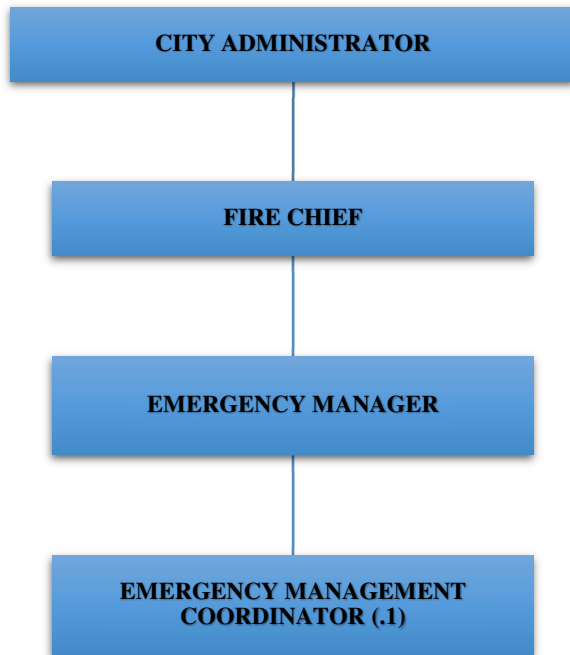 CITY ADMINISTRATOR
FIRE CHIEF
EMERGENCY MANAGER
EMERGENCY MANAGEMENT
COORDINATOR (.1)